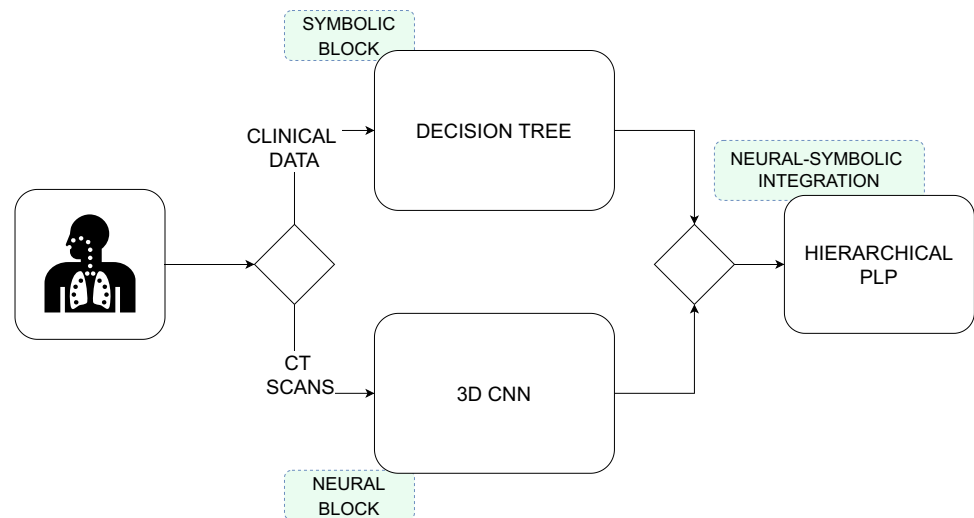 SYMBOLIC
BLOCK
DECISION TREE
CLINICAL
DATA
NEURAL-SYMBOLIC
INTEGRATION
HIERARCHICAL
PLP
CT
SCANS
3D CNN
NEURAL
BLOCK